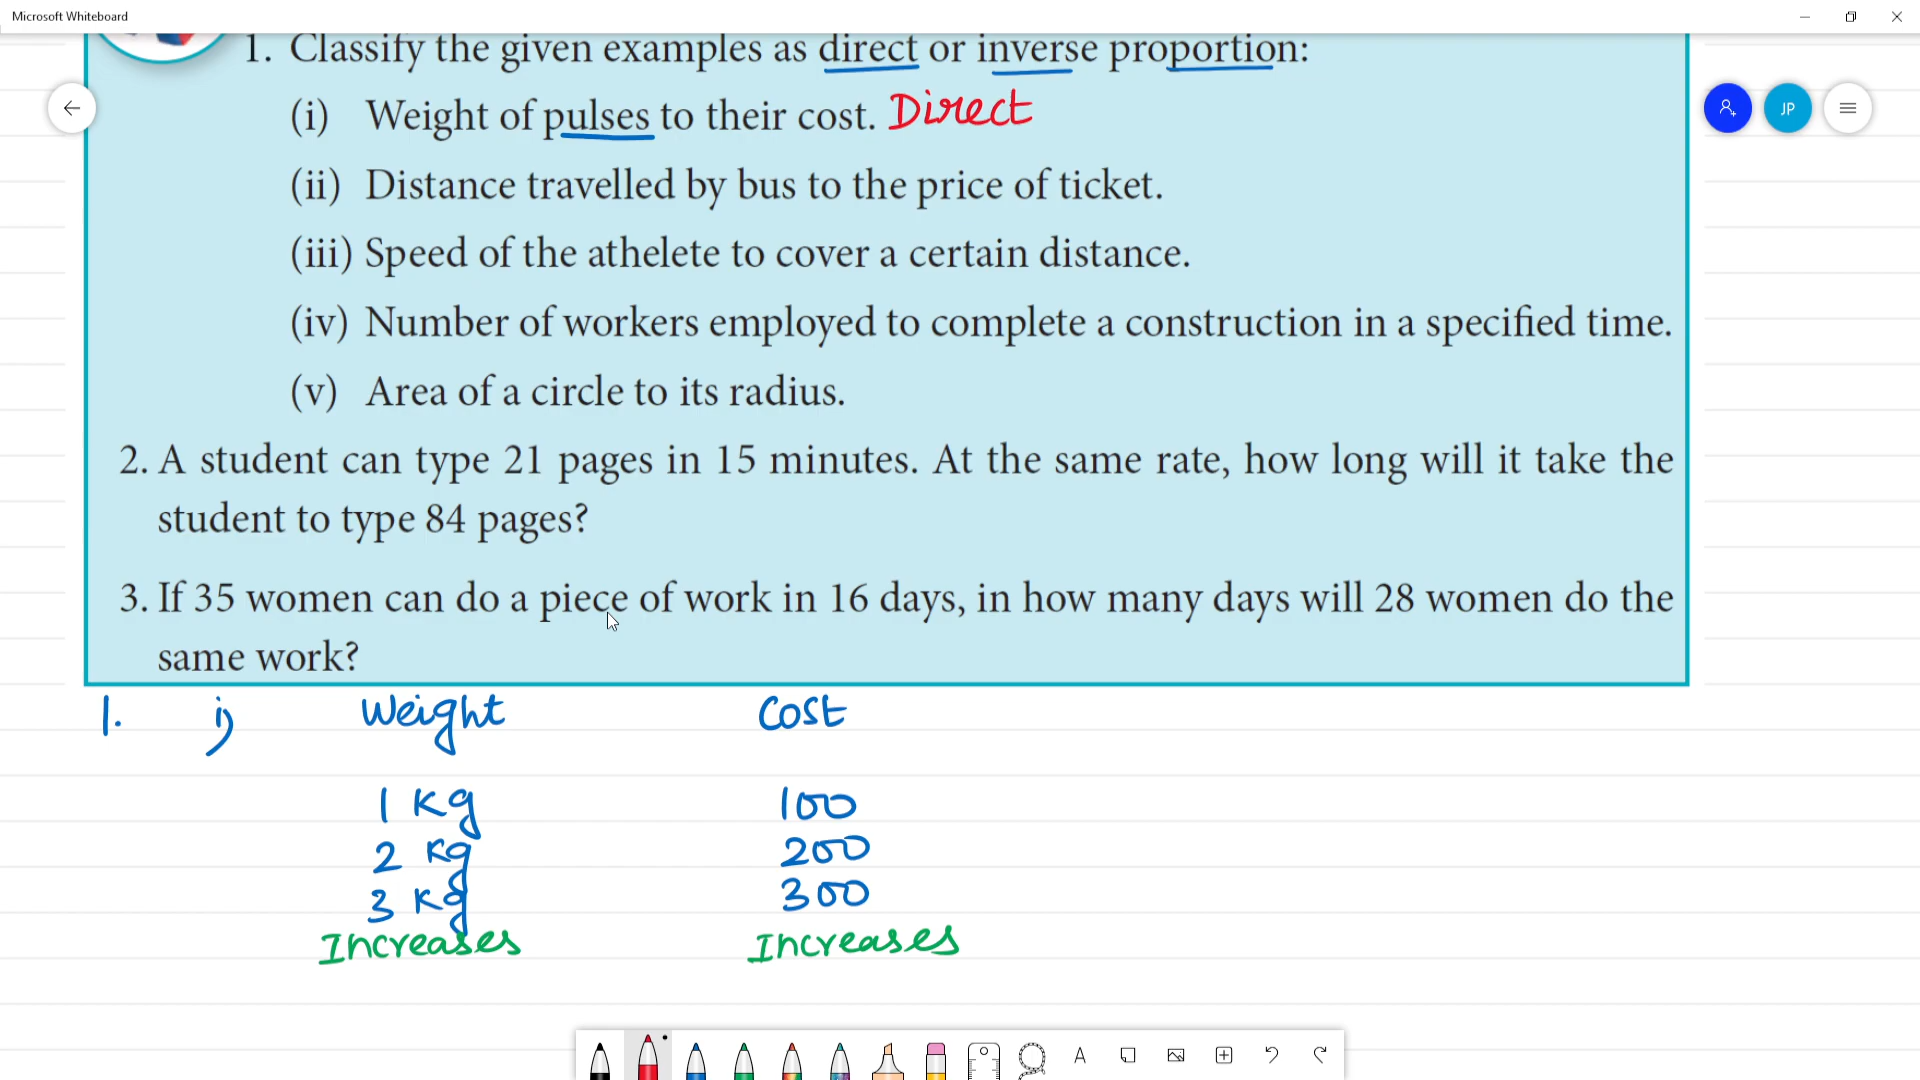 Microsoft Whiteboard
1. Classify the given examples as direct or inverse proportion:
(i) Weight of pulses to their cost. Direct
(ii) Distance travelled by bus to the price of ticket.
(iii) Speed of the athelete to cover a certain distance.
(iv) Number of workers employed to complete a construction in a specified time.
(v) Area of a circle to its radius.
2. A student can type 21 pages in 15 minutes. At the same rate, how long will it take the
student to type 84 pages?
3. If 35 women can do a piece of work in 16 days, in how many days will 28 women do the
same work?
1. i) Weight Cost
1 Kg 100
2 Kg 200
3 Kg 300
Increases Increases
JP
A